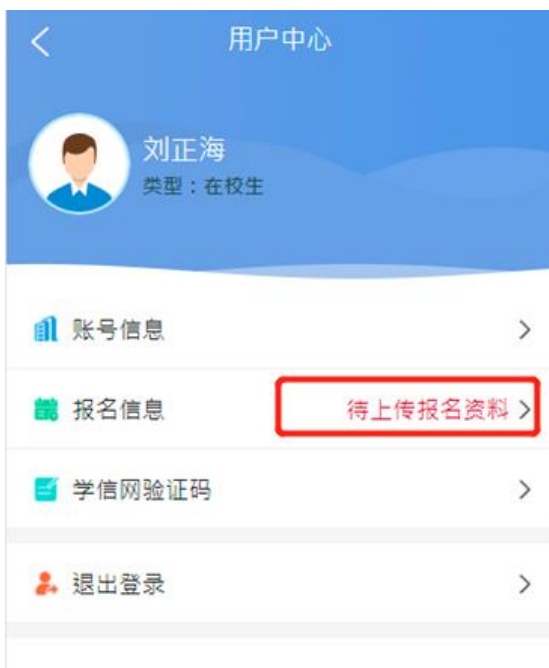 用户中心
刘正海
类型：在校生
账号信息
报名信息 待上传报名资料
学信网验证码
退出登录